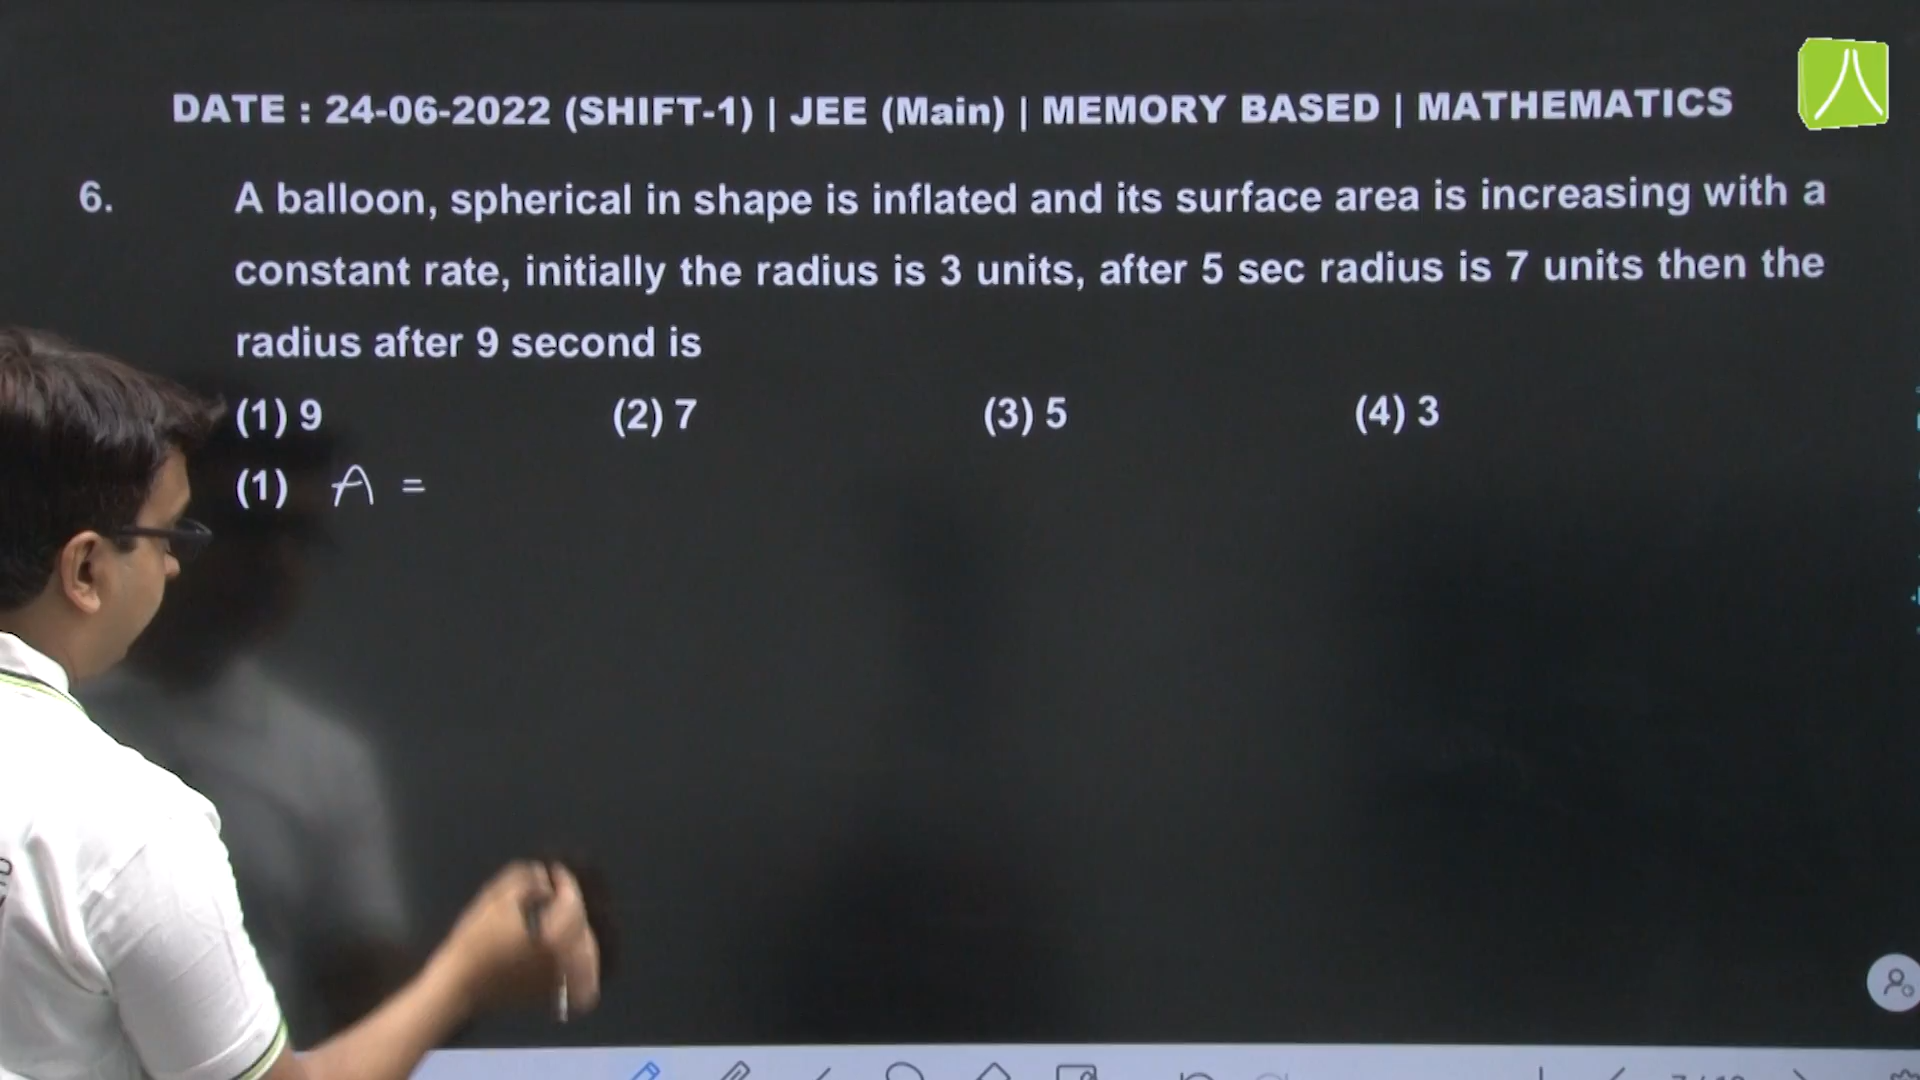 DATE : 24-06-2022 (SHIFT-1) | JEE (Main) | MEMORY BASED | MATHEMATICS
6. A balloon, spherical in shape is inflated and its surface area is increasing with a
constant rate, initially the radius is 3 units, after 5 sec radius is 7 units then the
radius after 9 second is
(1) 9 (2) 7 (3) 5 (4) 3
(1) A =